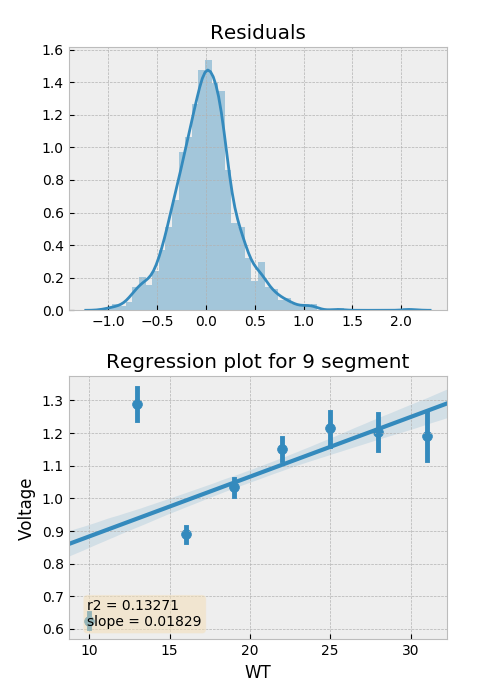 Residuals
1.6
1.4
1.2
1.0
0.8
0.6
0.4
0.2
0.0
−1.0 −0.5 0.0 0.5 1.0 1.5 2.0
Regression plot for 9 segment
1.3
1.2
1.1
1.0
0.9
0.8
0.7
0.6
Voltage
r2 = 0.13271
slope = 0.01829
10 15 20 25 30
WT